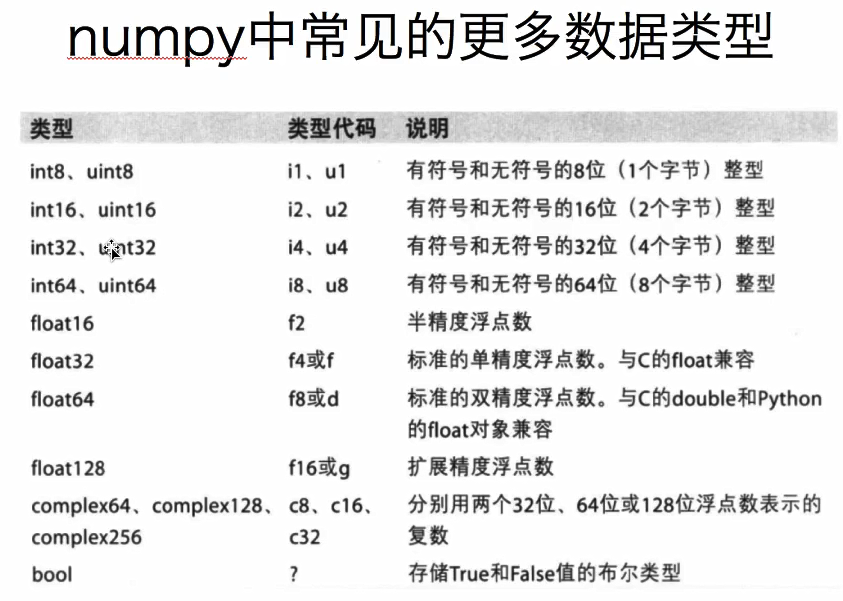 numpy中常见的更多数据类型
类型 类型代码 说明
int8、uint8 i1、u1 有符号和无符号的8位（1个字节）整型
int16、uint16 i2、u2 有符号和无符号的16位（2个字节）整型
int32、uint32 i4、u4 有符号和无符号的32位（4个字节）整型
int64、uint64 i8、u8 有符号和无符号的64位（8个字节）整型
float16 f2 半精度浮点数
float32 f4或f 标准的单精度浮点数。与C的float兼容
float64 f8或d 标准的双精度浮点数。与C的double和Python
的float对象兼容
float128 f16或g 扩展精度浮点数
complex64、complex128、 c8、c16、 分别用两个32位、64位或128位浮点数表示的
complex256 c32 复数
bool ? 存储True和False值的布尔类型